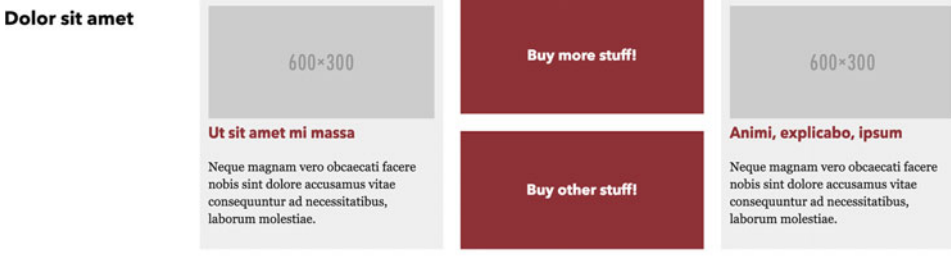 Dolor sit amet
600×300
Ut sit amet mi massa
Neque magnam vero obcaecati facere
nobis sint dolore accusamus vitae
consequuntur ad necessitatibus,
laborum molestiae.
Buy more stuff!
Buy other stuff!
600×300
Animi, explicabo, ipsum
Neque magnam vero obcaecati facere
nobis sint dolore accusamus vitae
consequuntur ad necessitatibus,
laborum molestiae.